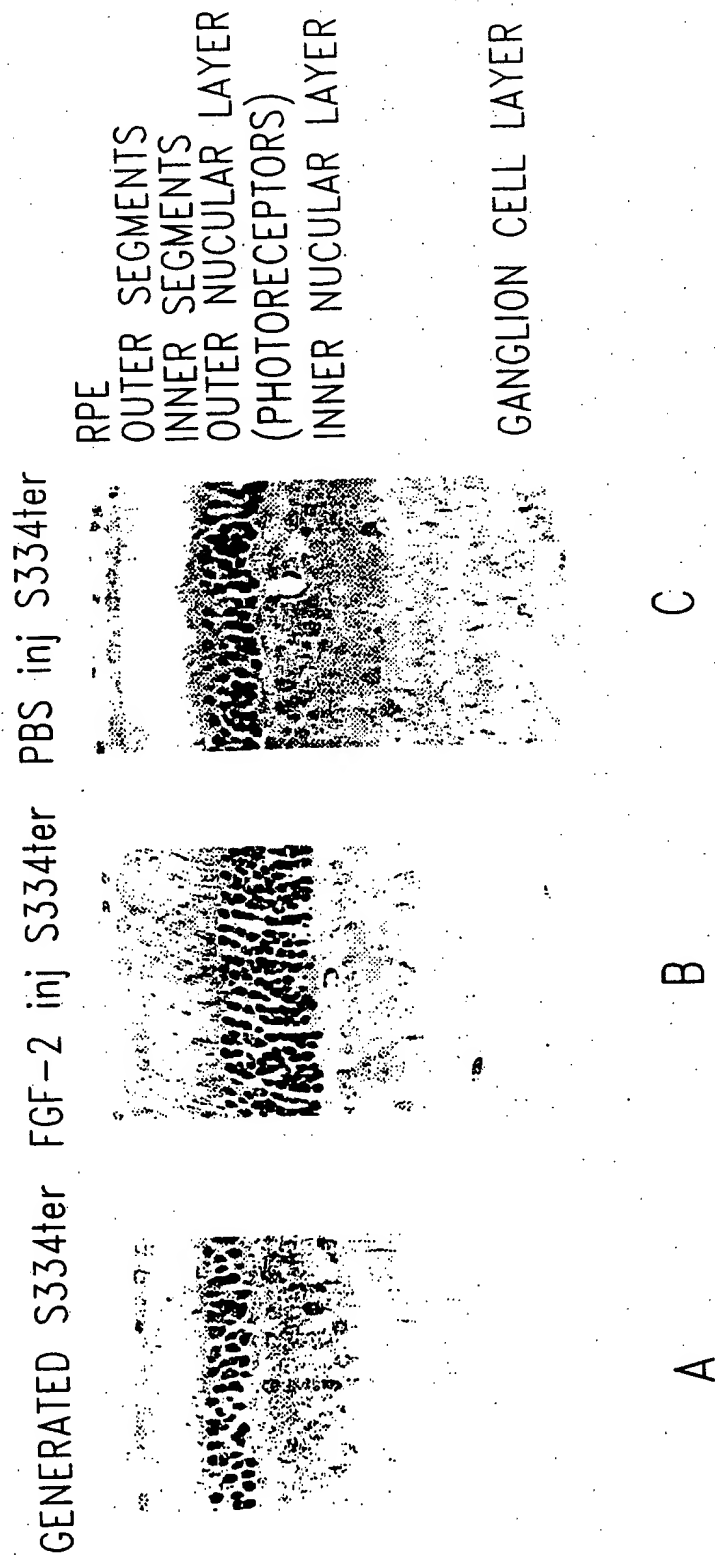 GENERATED S334ter
FGF-2 inj S334ter
PBS inj S334ter
RPE
OUTER SEGMENTS
INNER SEGMENTS
OUTER NUCULAR LAYER
(PHOTORECEPTORS)
INNER NUCULAR LAYER
GANGLION CELL LAYER
A
B
C